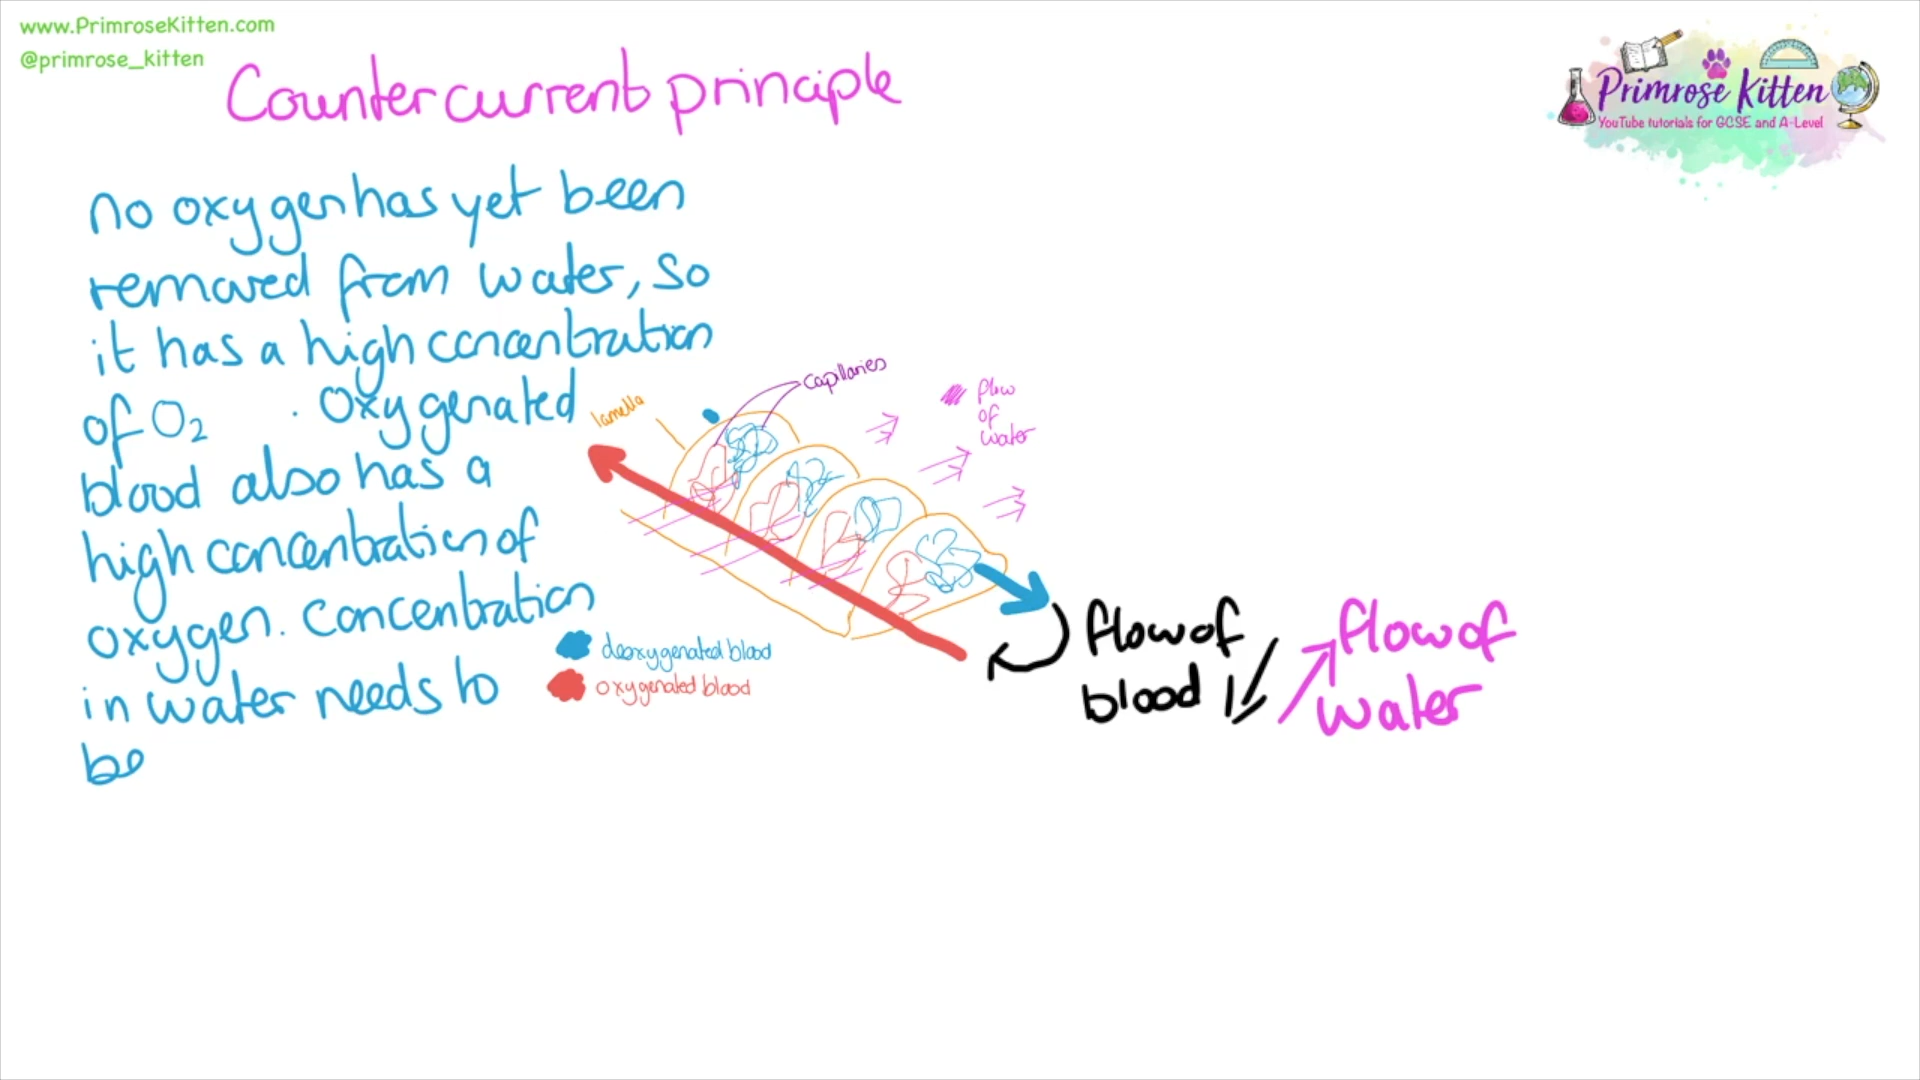 www.PrimroseKitten.com
@primrose_kitten
Countercurrent principle
Primrose Kitten
YouTube tutorials for GCSE and A-Level
no oxygen has yet been
removed from water, so
it has a high concentration
of O₂ . Oxygenated
blood also has a
high concentration of
oxygen. Concentration
in water needs to
be
lamella
capillaries
flow
of
water
deoxygenated blood
oxygenated blood
flow of
blood
flow of
water